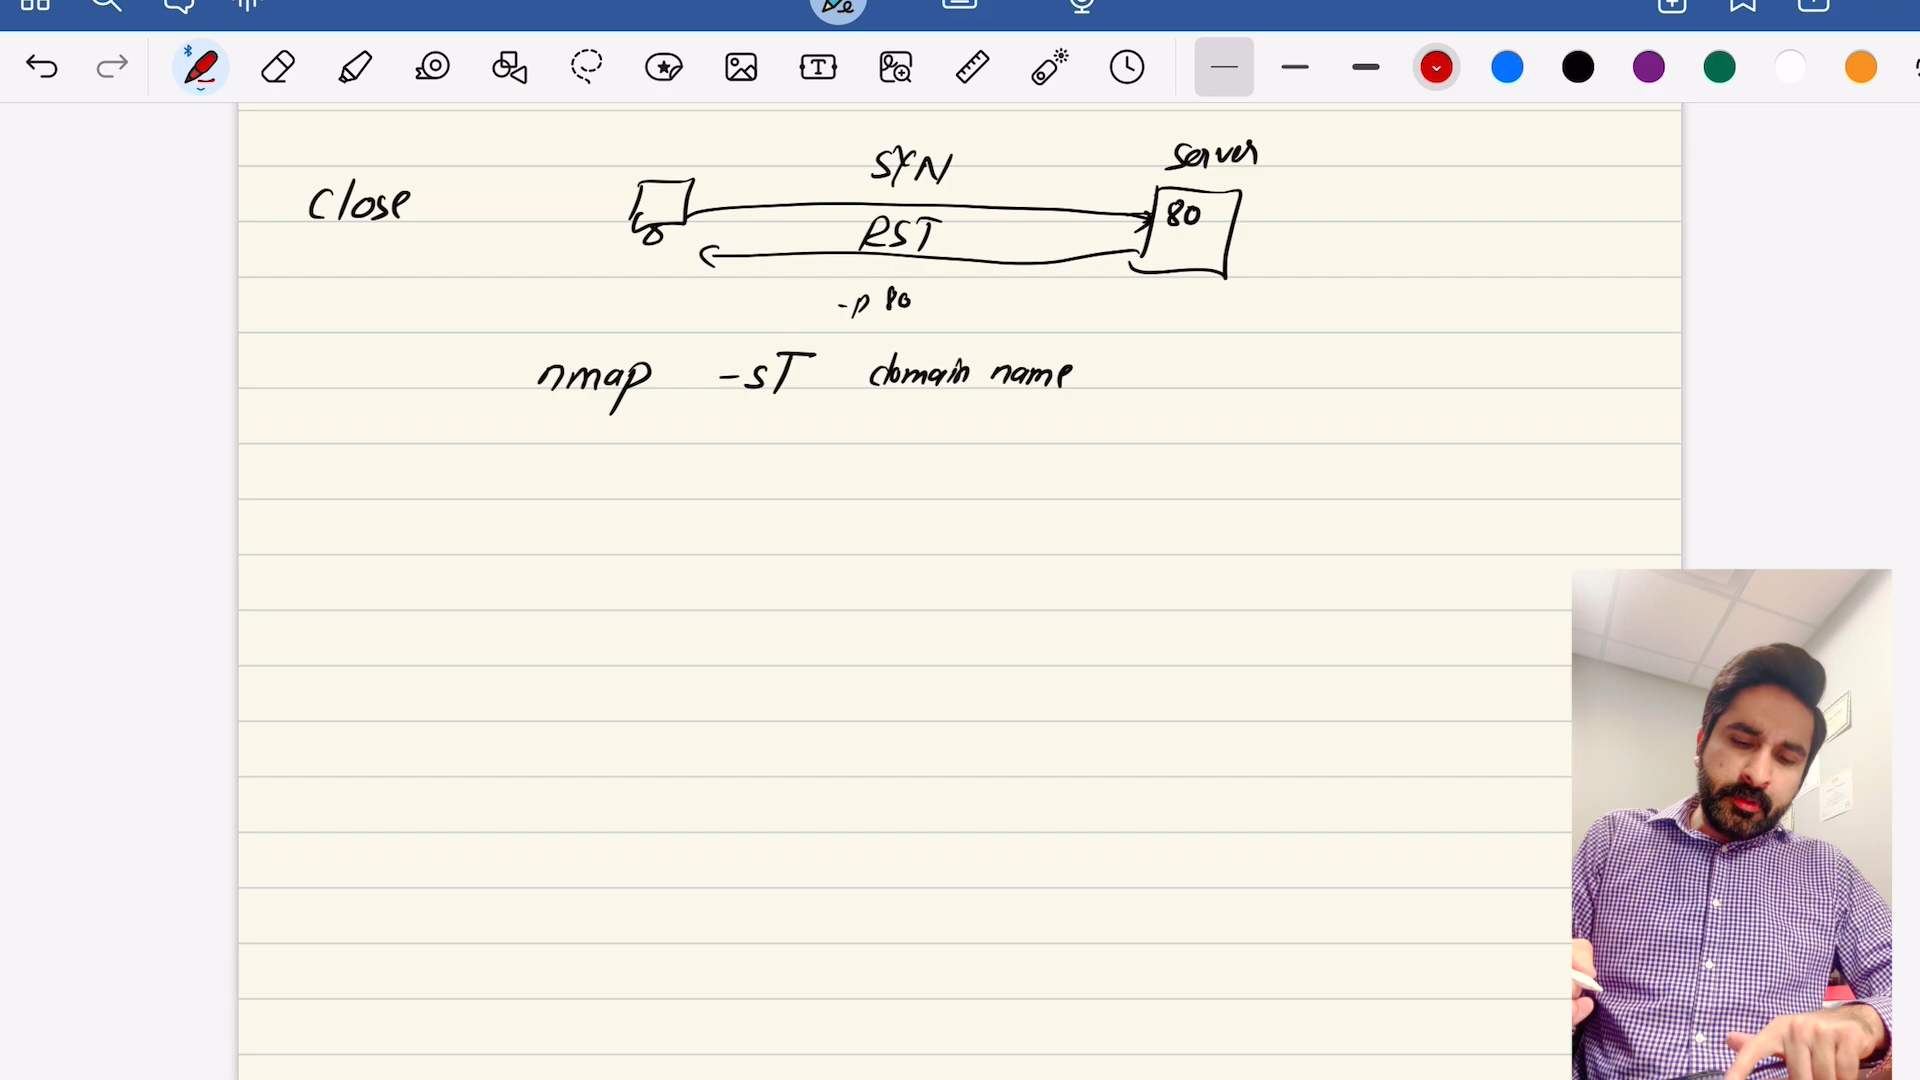 SYN
Server
Close
80
RST
-p 80
nmap -sT domain name